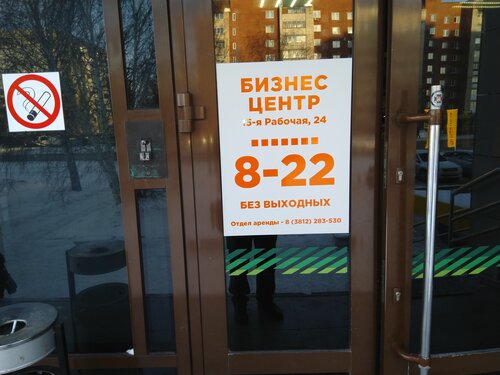 БИЗНЕС
ЦЕНТР
15-я Рабочая, 24
8-22
БЕЗ ВЫХОДНЫХ
Отдел аренды - 8 (3812) 283-530